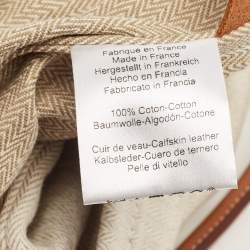 Fabriqué en France
Made in France
Hergestellt in Frankreich
Hecho en Francia
Fabbricato in Francia
100% Coton-Cotton
Baumwolle-Algodón-Cotone
Cuir de veau-Calfskin leather
Kalbsleder-Cuero de ternero
Pelle di vitello